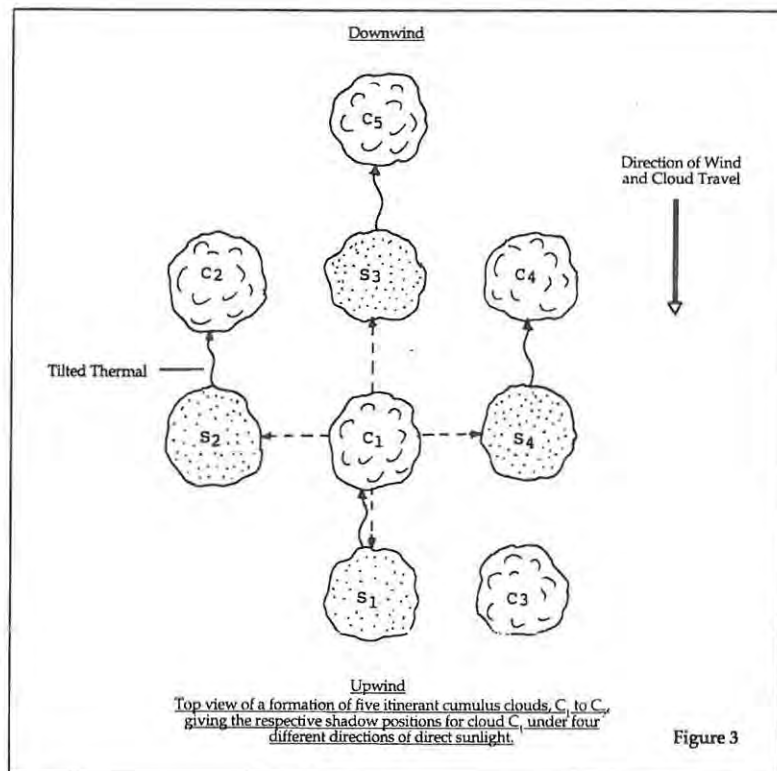 Downwind
C5
Direction of Wind
and Cloud Travel
C2
S3
C4
Tilted Thermal
S2
C1
S4
S1
C3
Upwind
Top view of a formation of five itinerant cumulus clouds, C1 to C5,
giving the respective shadow positions for cloud C1 under four
different directions of direct sunlight.
Figure 3